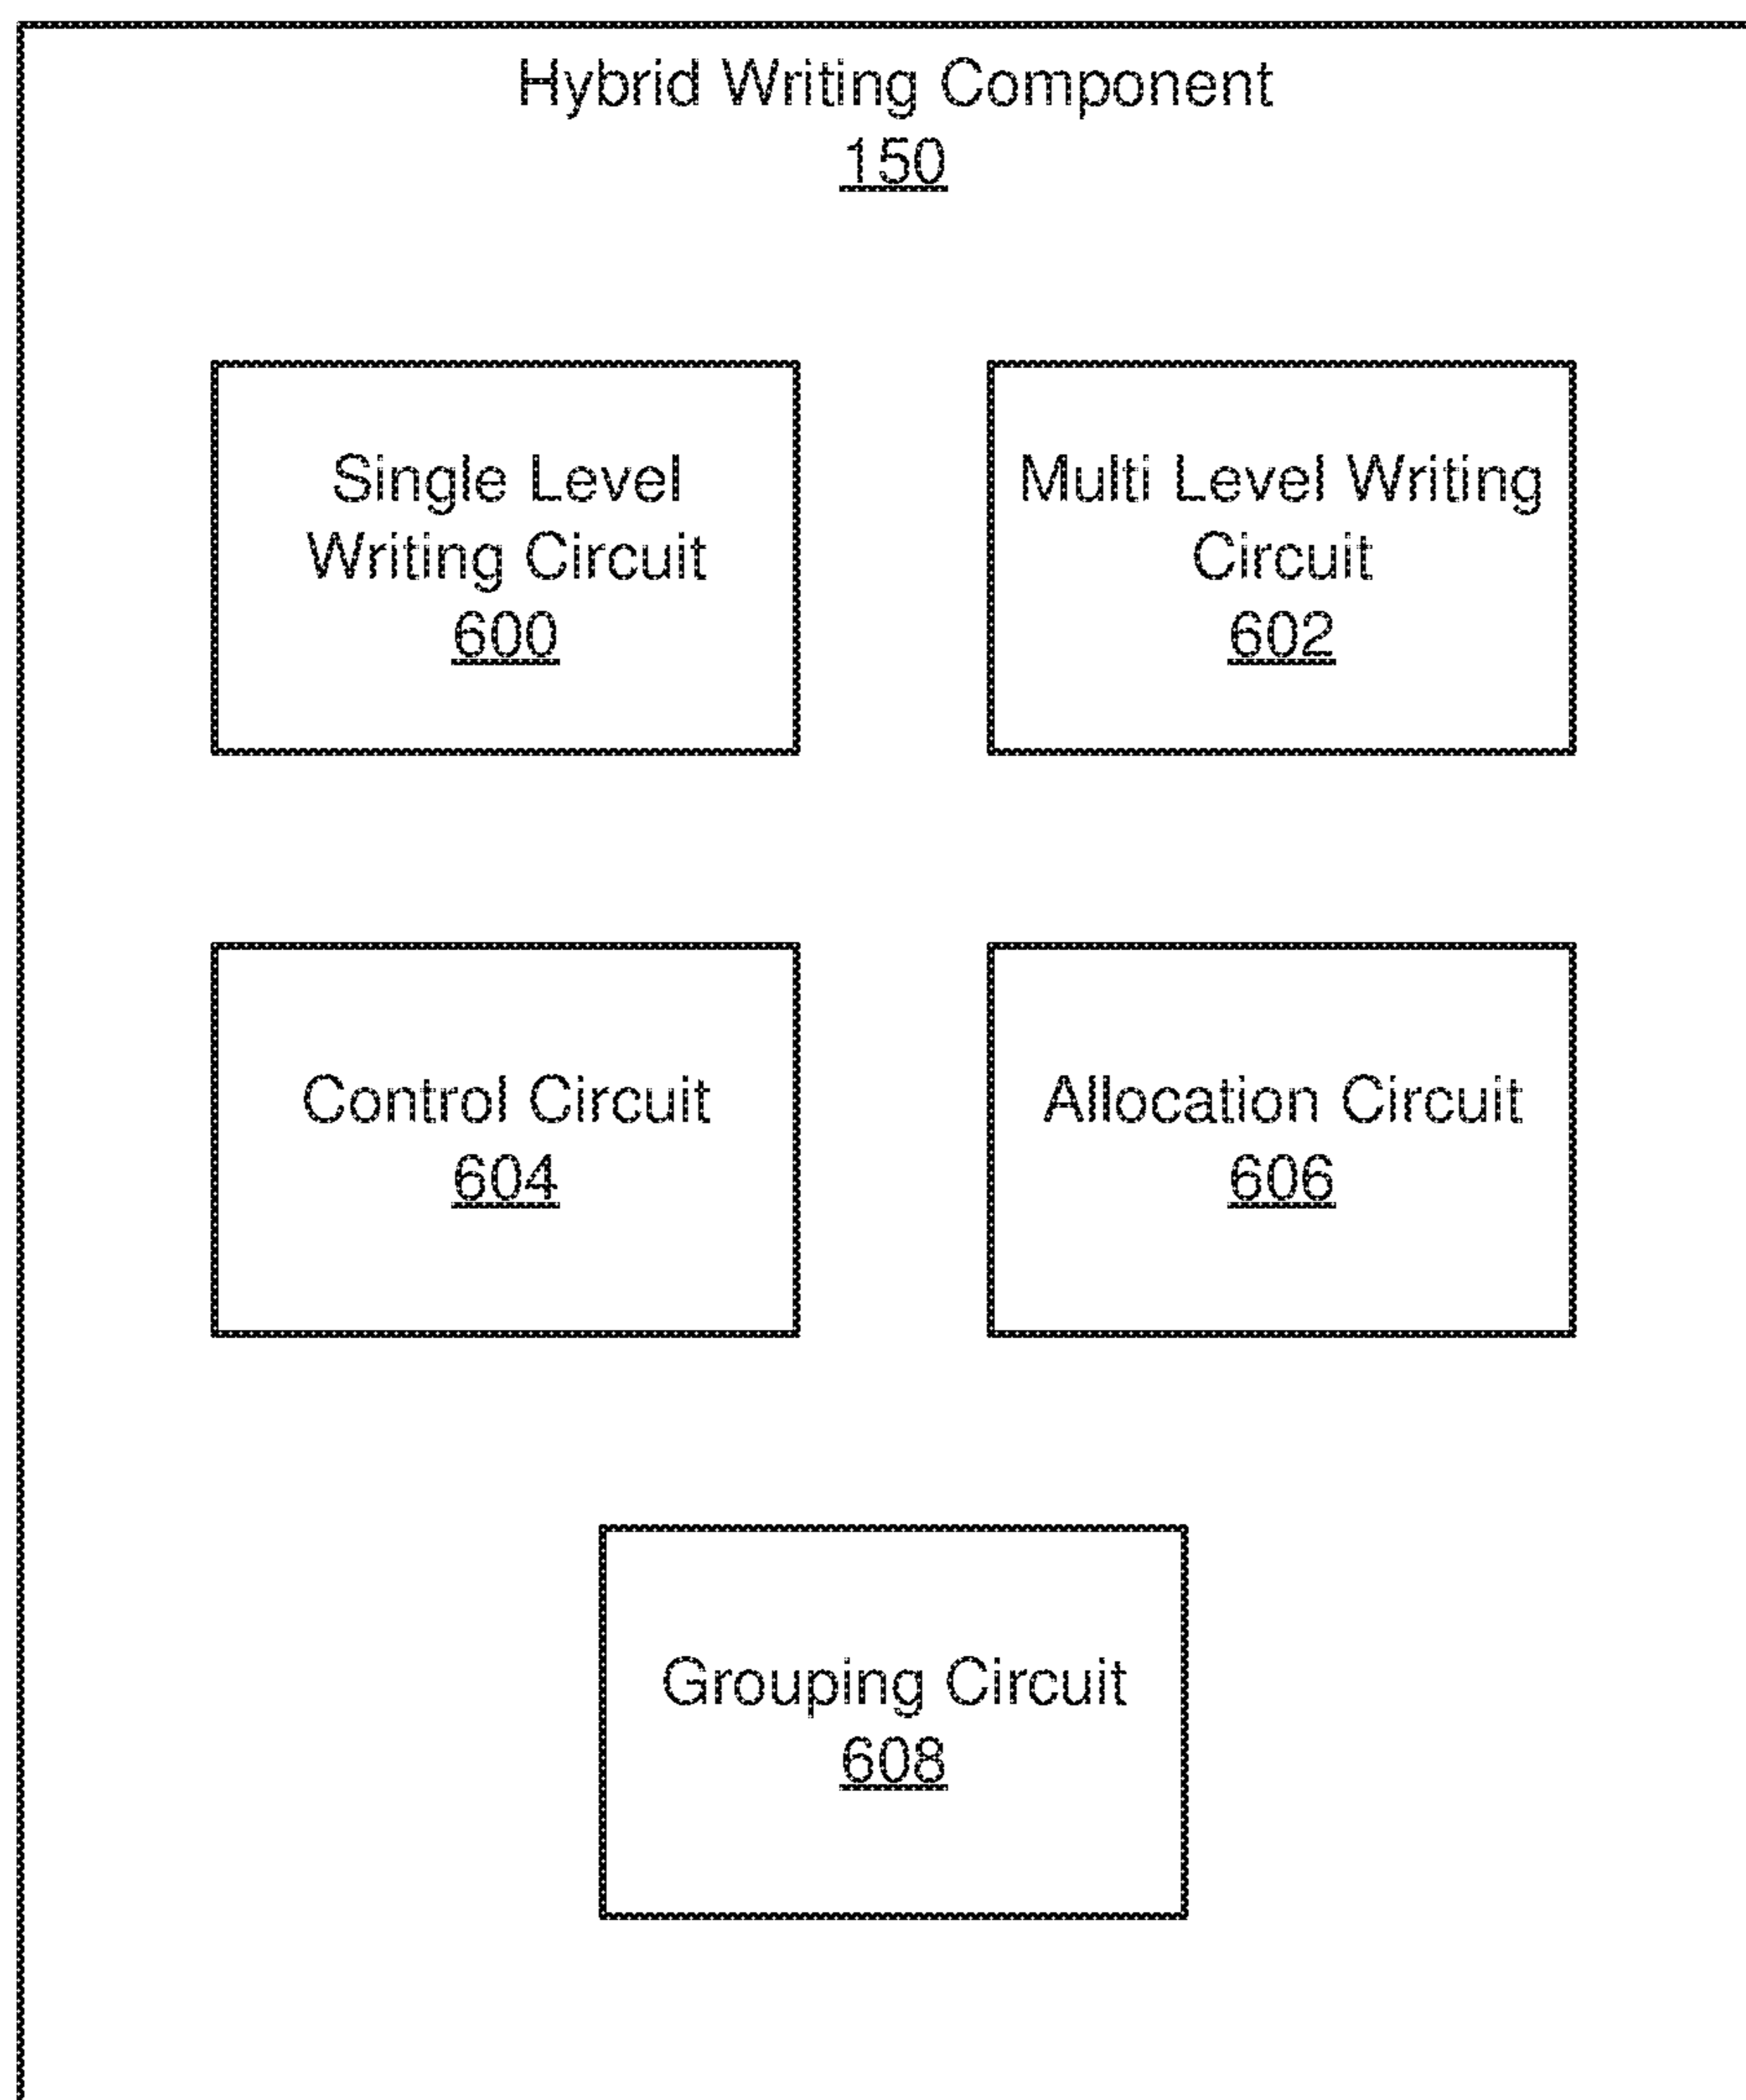 Hybrid Writing Component
150
Single Level
Writing Circuit
600
Multi Level Writing
Circuit
602
Control Circuit
604
Allocation Circuit
606
Grouping Circuit
608